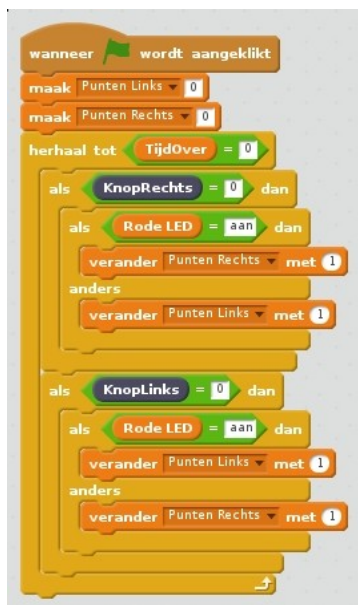 wanneer wordt aangeklikt
maak Punten Links 0
maak Punten Rechts 0
herhaal tot TijdOver = 0
als KnopRechts = 0 dan
als Rode LED = aan dan
verander Punten Rechts met 1
anders
verander Punten Links met 1
als KnopLinks = 0 dan
als Rode LED = aan dan
verander Punten Links met 1
anders
verander Punten Rechts met 1